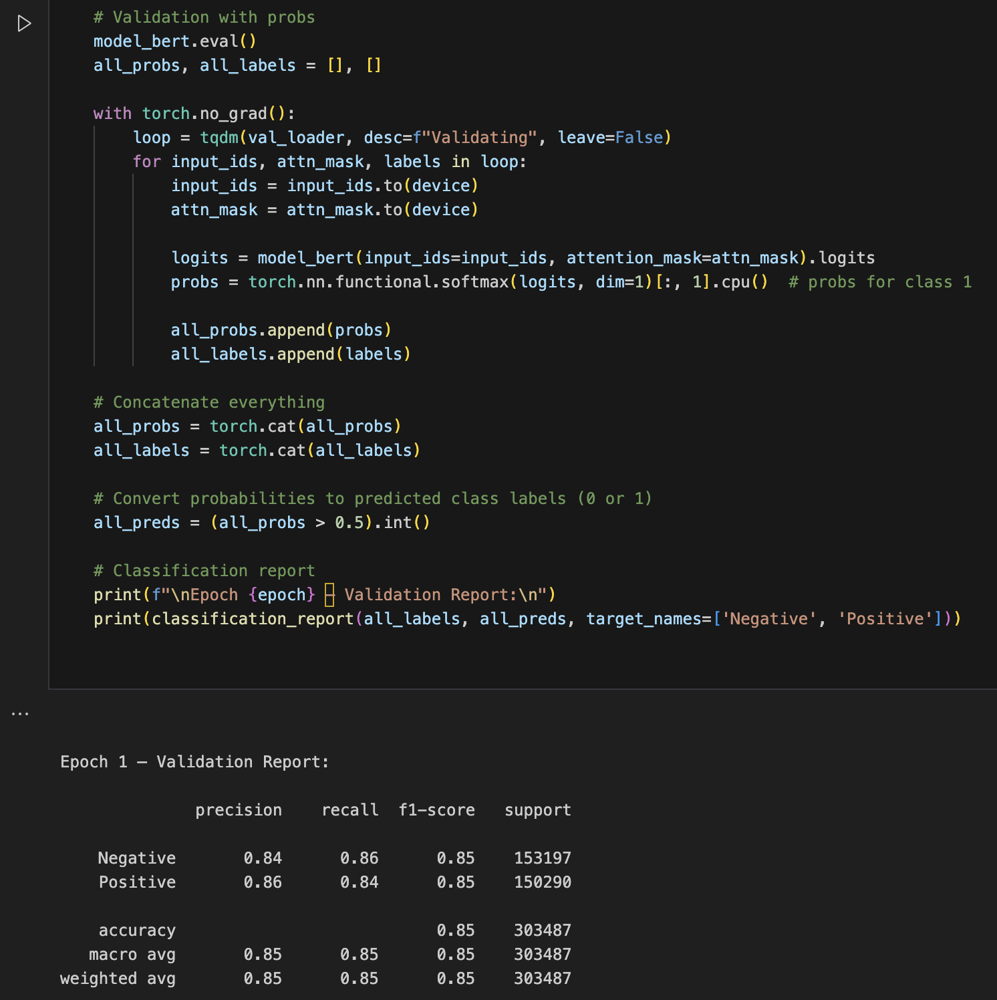 # Validation with probs
model_bert.eval()
all_probs, all_labels = [], []
with torch.no_grad():
loop = tqdm(val_loader, desc=f"Validating", leave=False)
for input_ids, attn_mask, labels in loop:
input_ids = input_ids.to(device)
attn_mask = attn_mask.to(device)
logits = model_bert(input_ids=input_ids, attention_mask=attn_mask).logits
probs = torch.nn.functional.softmax(logits, dim=1)[:, 1].cpu()  # probs for class 1
all_probs.append(probs)
all_labels.append(labels)
# Concatenate everything
all_probs = torch.cat(all_probs)
all_labels = torch.cat(all_labels)
# Convert probabilities to predicted class labels (0 or 1)
all_preds = (all_probs > 0.5).int()
# Classification report
print(f"\nEpoch {epoch} – Validation Report:\n")
print(classification_report(all_labels, all_preds, target_names=['Negative', 'Positive']))
...
Epoch 1 – Validation Report:
precision    recall  f1-score   support
Negative       0.84      0.86      0.85    153197
Positive       0.86      0.84      0.85    150290
accuracy                           0.85    303487
macro avg       0.85      0.85      0.85    303487
weighted avg       0.85      0.85      0.85    303487